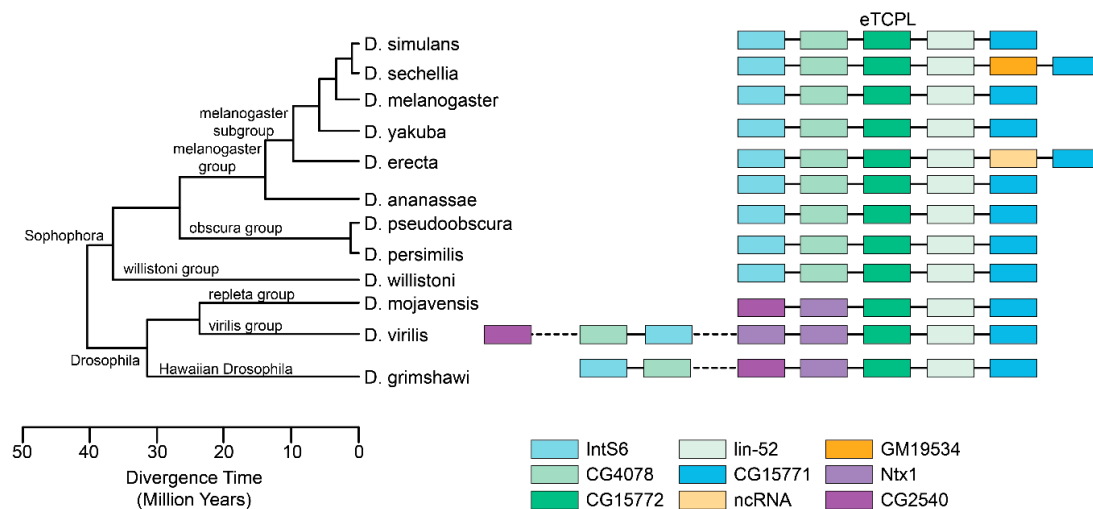 eTCPL
D. simulans
D. sechellia
D. melanogaster
melanogaster
subgroup
D. yakuba
melanogaster
group
D. erecta
D. ananassae
D. pseudoobscura
obscura group
Sophophora
D. persimilis
willistoni group
D. willistoni
repleta group
D. mojavensis
virilis group
D. virilis
Drosophila
Hawaiian Drosophila
D. grimshawi
50 40 30 20 10 0
Divergence Time
(Million Years)
IntS6 lin-52 GM19534
CG4078 CG15771 Ntx1
CG15772 ncRNA CG2540